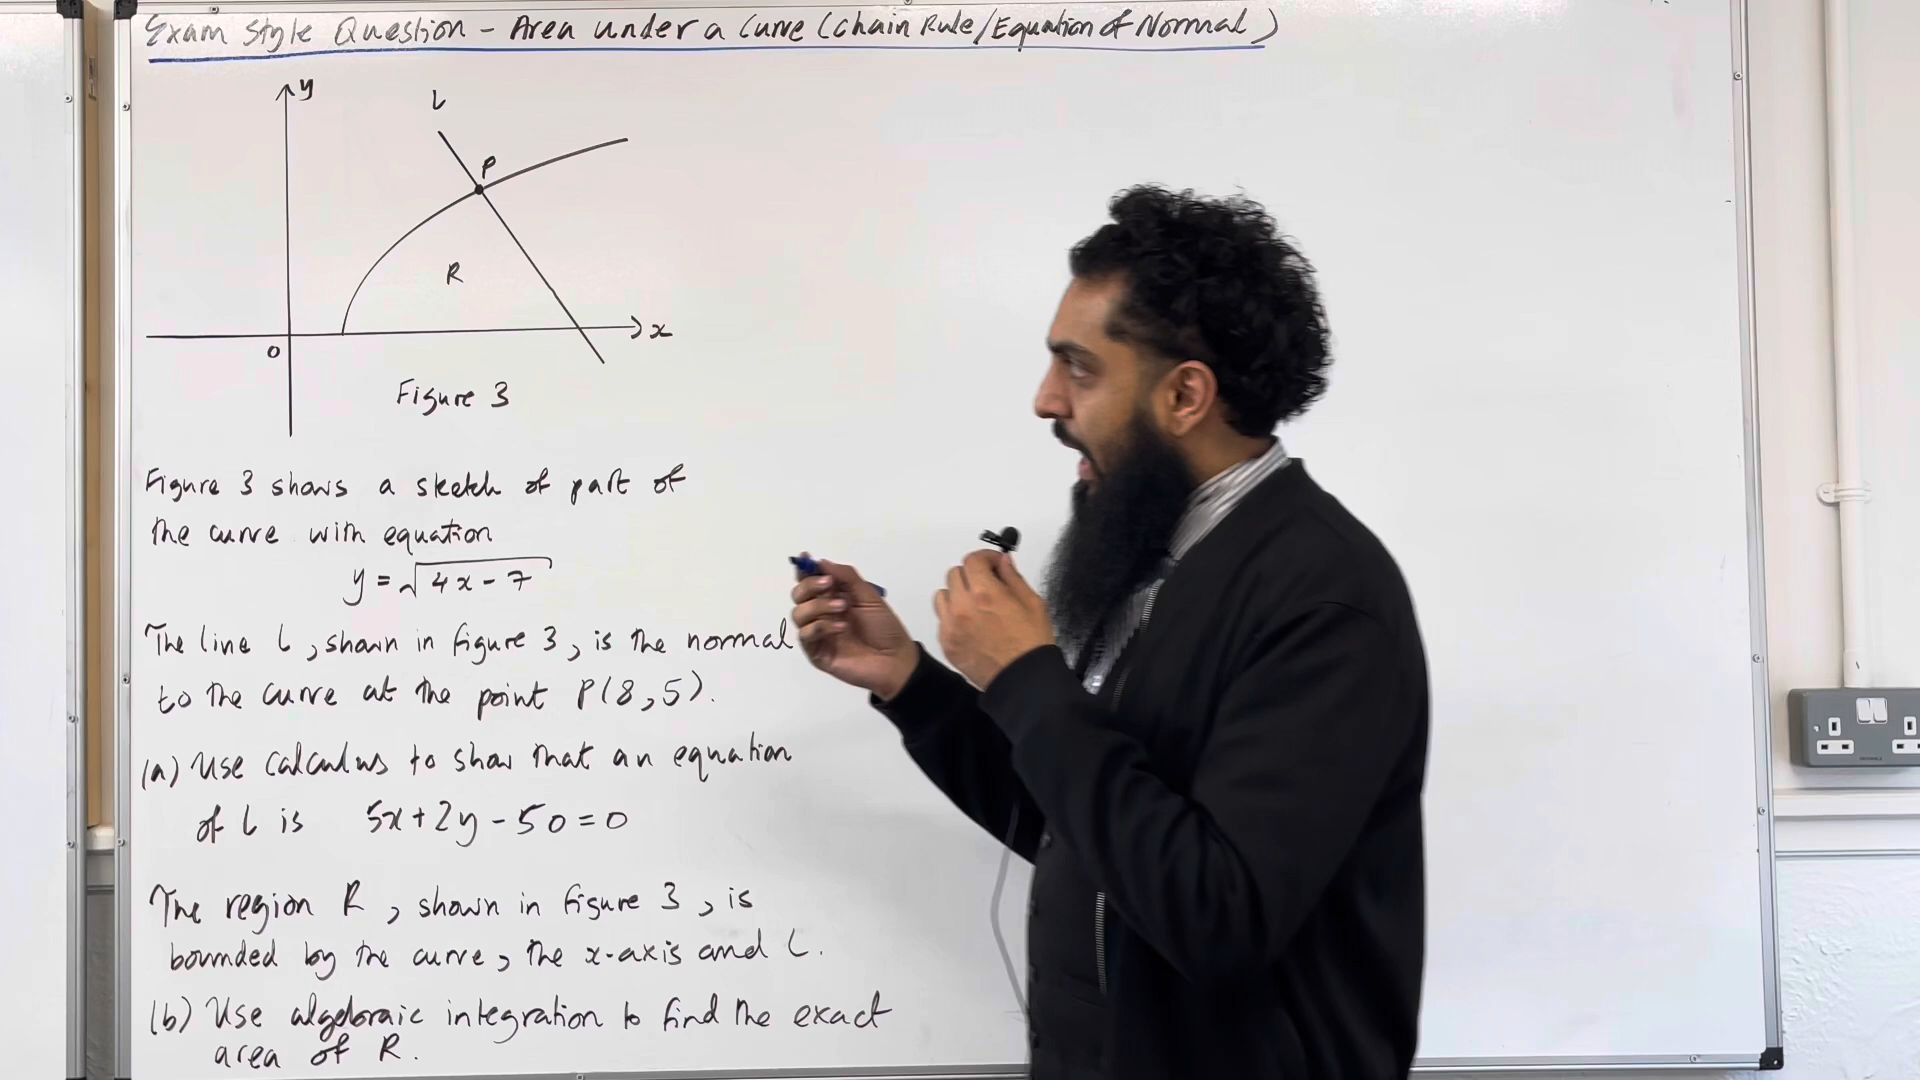 Exam Style Question - Area under a Curve (Chain Rule/Equation of Normal)
y
L
P
R
x
O
Figure 3
Figure 3 shows a sketch of part of
the curve with equation
y = √(4x - 7)
The line L, shown in figure 3, is the normal
to the curve at the point P(8,5).
(a) Use calculus to show that an equation
of L is 5x+2y-50=0
The region R, shown in figure 3, is
bounded by the curve, the x-axis and L.
(b) Use algebraic integration to find the exact
area of R.